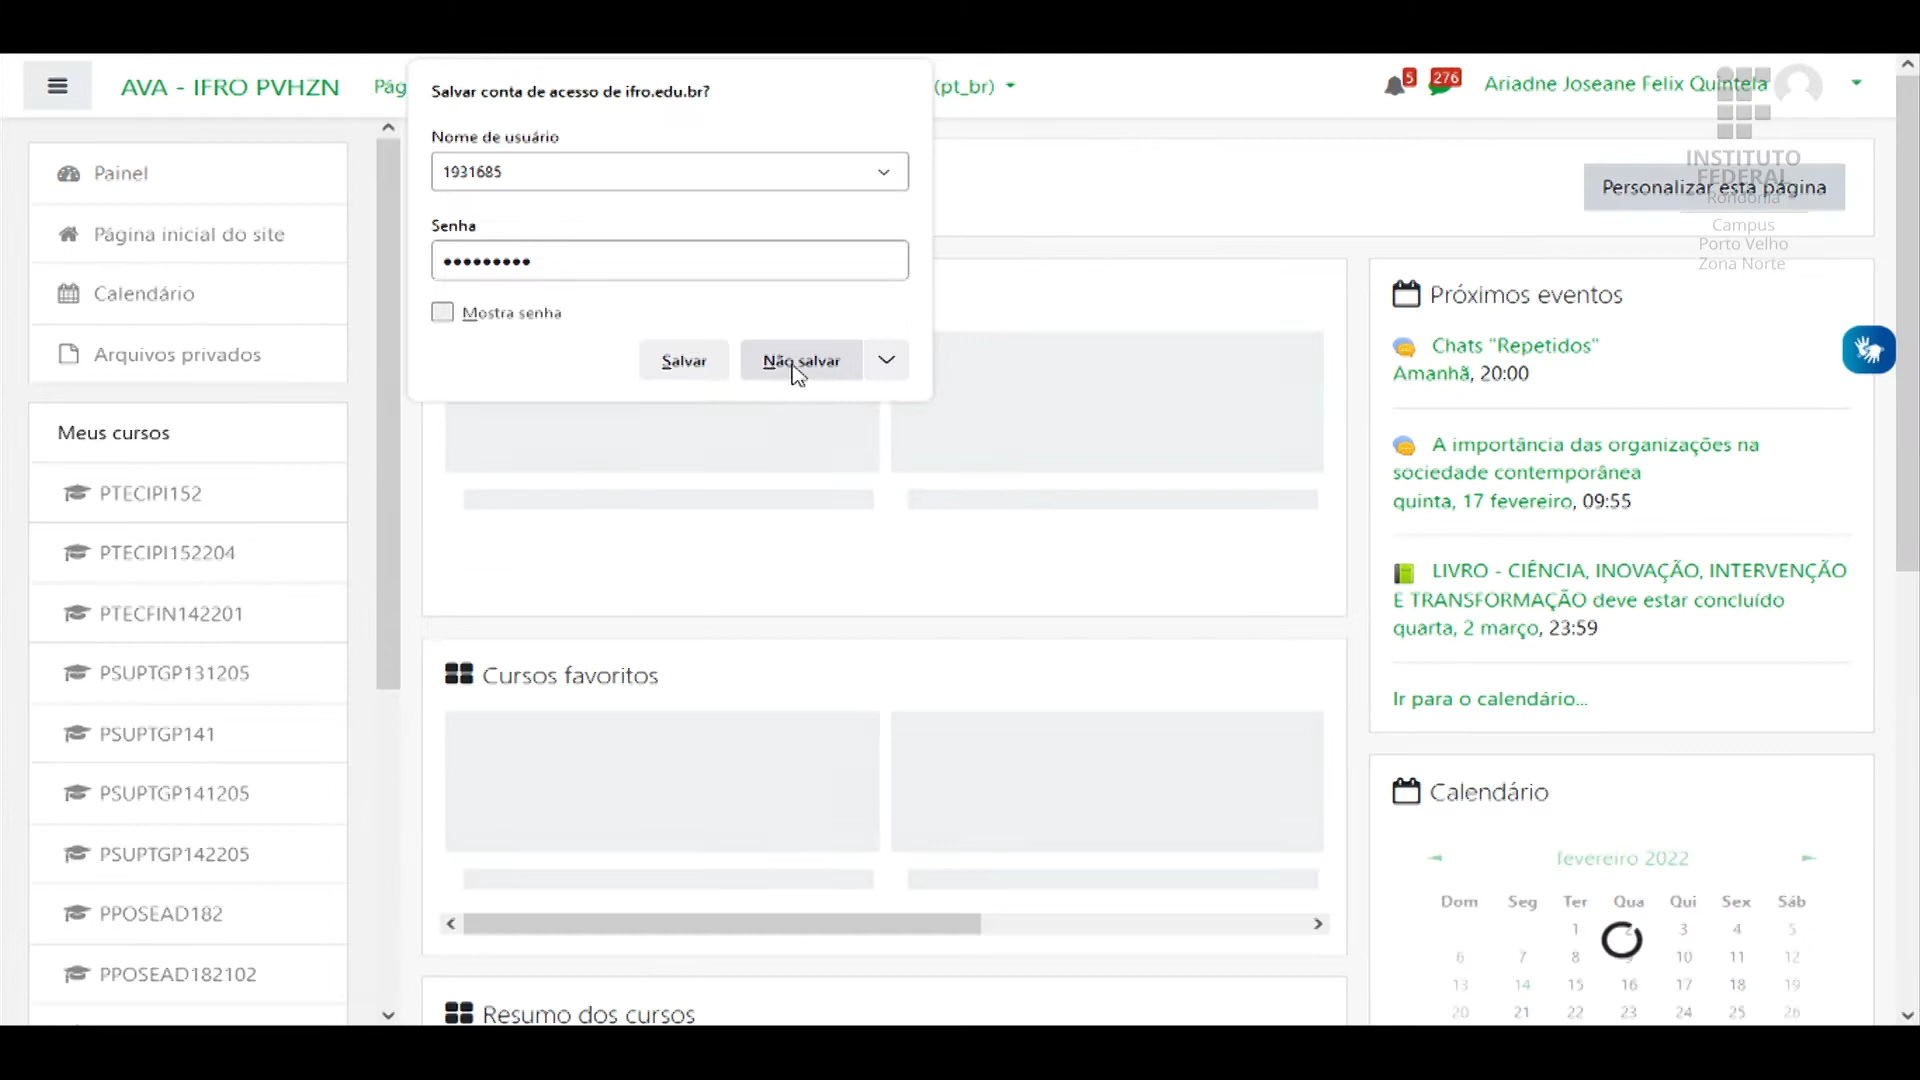 AVA - IFRO PVHZN
Pág
(pt_br)
5
276
Ariadne Joseane Felix Quintela
Salvar conta de acesso de ifro.edu.br?
Nome de usuário
1931685
Senha
•••••••••
Mostra senha
Salvar
Não salvar
Painel
Página inicial do site
Calendário
Arquivos privados
Meus cursos
PTECIPI152
PTECIPI152204
PTECFIN142201
PSUPTGP131205
PSUPTGP141
PSUPTGP141205
PSUPTGP142205
PPOSEAD182
PPOSEAD182102
Cursos favoritos
Resumo dos cursos
INSTITUTO
FEDERAL
Rondônia
Campus
Porto Velho
Zona Norte
Personalizar esta página
Próximos eventos
Chats "Repetidos"
Amanhã, 20:00
A importância das organizações na
sociedade contemporânea
quinta, 17 fevereiro, 09:55
LIVRO - CIÊNCIA, INOVAÇÃO, INTERVENÇÃO
E TRANSFORMAÇÃO deve estar concluído
quarta, 2 março, 23:59
Ir para o calendário...
Calendário
fevereiro 2022
Dom Seg Ter Qua Qui Sex Sáb
1 2 3 4 5
6 7 8 9 10 11 12
13 14 15 16 17 18 19
20 21 22 23 24 25 26